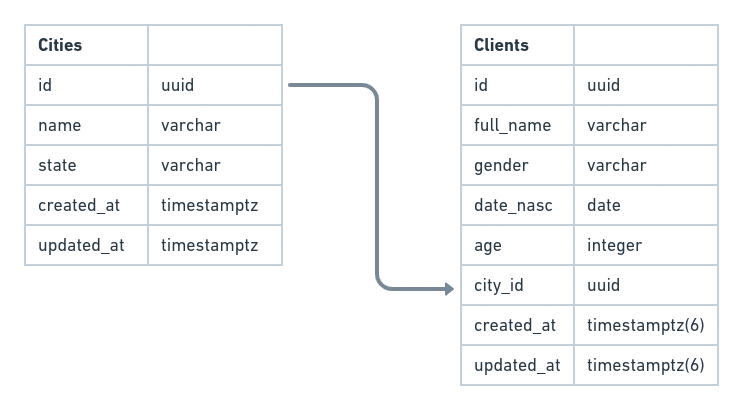 Cities
id uuid
name varchar
state varchar
created_at timestamptz
updated_at timestamptz
Clients
id uuid
full_name varchar
gender varchar
date_nasc date
age integer
city_id uuid
created_at timestamptz(6)
updated_at timestamptz(6)